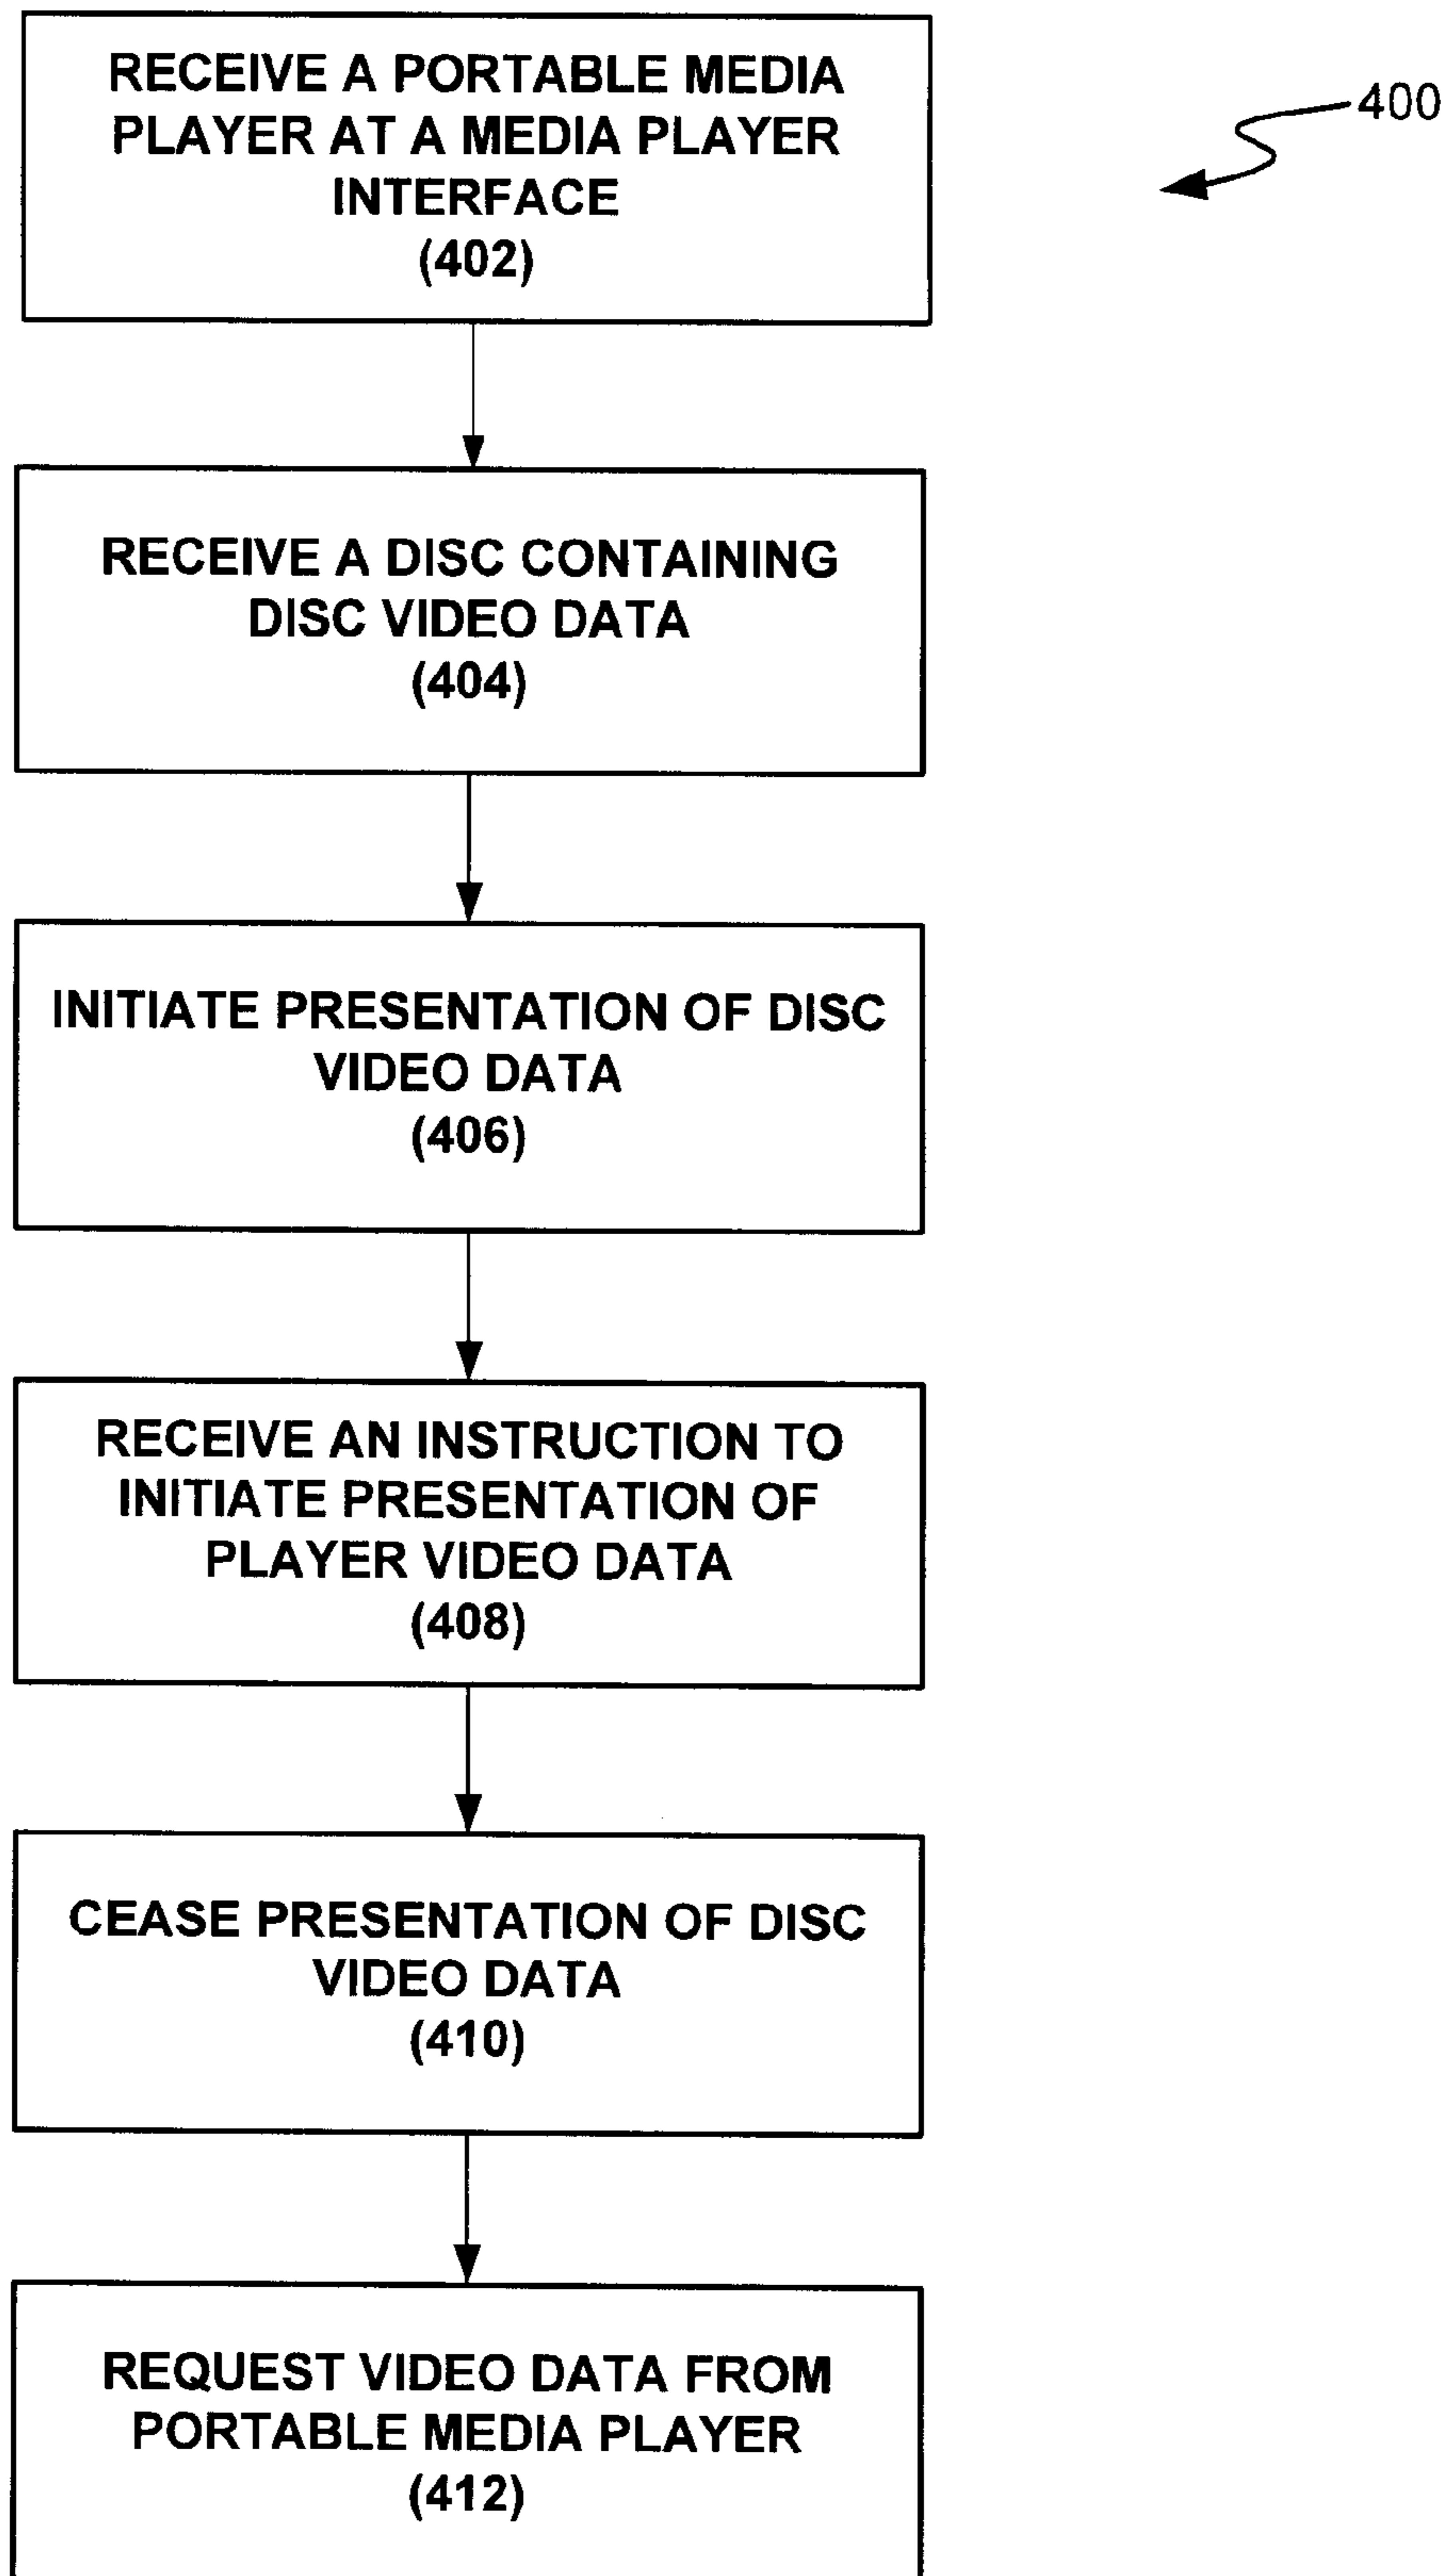 RECEIVE A PORTABLE MEDIA
PLAYER AT A MEDIA PLAYER
INTERFACE
(402)
400
RECEIVE A DISC CONTAINING
DISC VIDEO DATA
(404)
INITIATE PRESENTATION OF DISC
VIDEO DATA
(406)
RECEIVE AN INSTRUCTION TO
INITIATE PRESENTATION OF
PLAYER VIDEO DATA
(408)
CEASE PRESENTATION OF DISC
VIDEO DATA
(410)
REQUEST VIDEO DATA FROM
PORTABLE MEDIA PLAYER
(412)